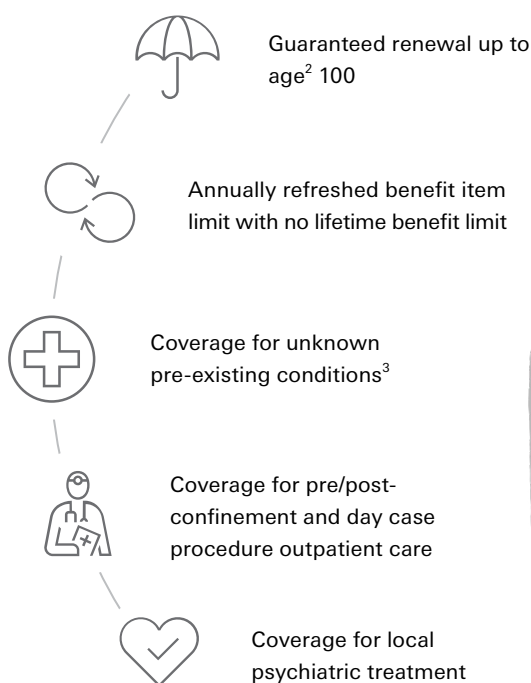 Guaranteed renewal up to
age² 100
Annually refreshed benefit item
limit with no lifetime benefit limit
Coverage for unknown
pre-existing conditions³
Coverage for pre/post-
confinement and day case
procedure outpatient care
Coverage for local
psychiatric treatment